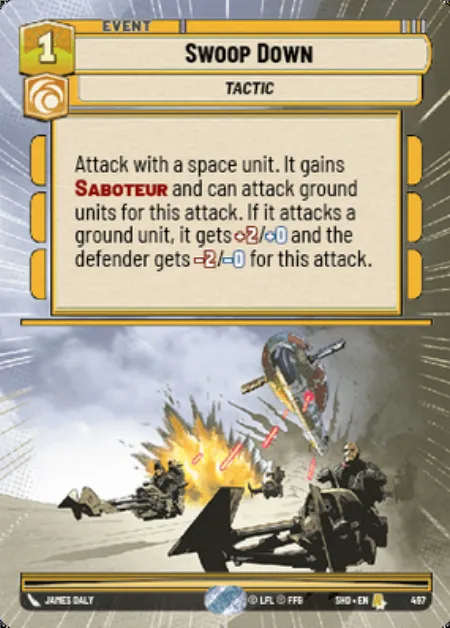 EVENT
1
SWOOP DOWN
TACTIC
Attack with a space unit. It gains
SABOTEUR and can attack ground
units for this attack. If it attacks a
ground unit, it gets +2/+0 and the
defender gets -2/-0 for this attack.
JAMES DALY
© LFL © FFG
SHD • EN
497